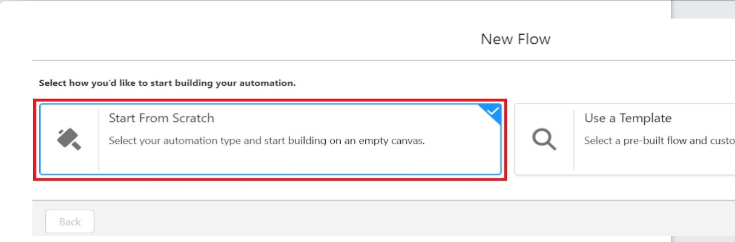 New Flow
Select how you'd like to start building your automation.
Start From Scratch
Select your automation type and start building on an empty canvas.
Use a Template
Select a pre-built flow and custo
Back